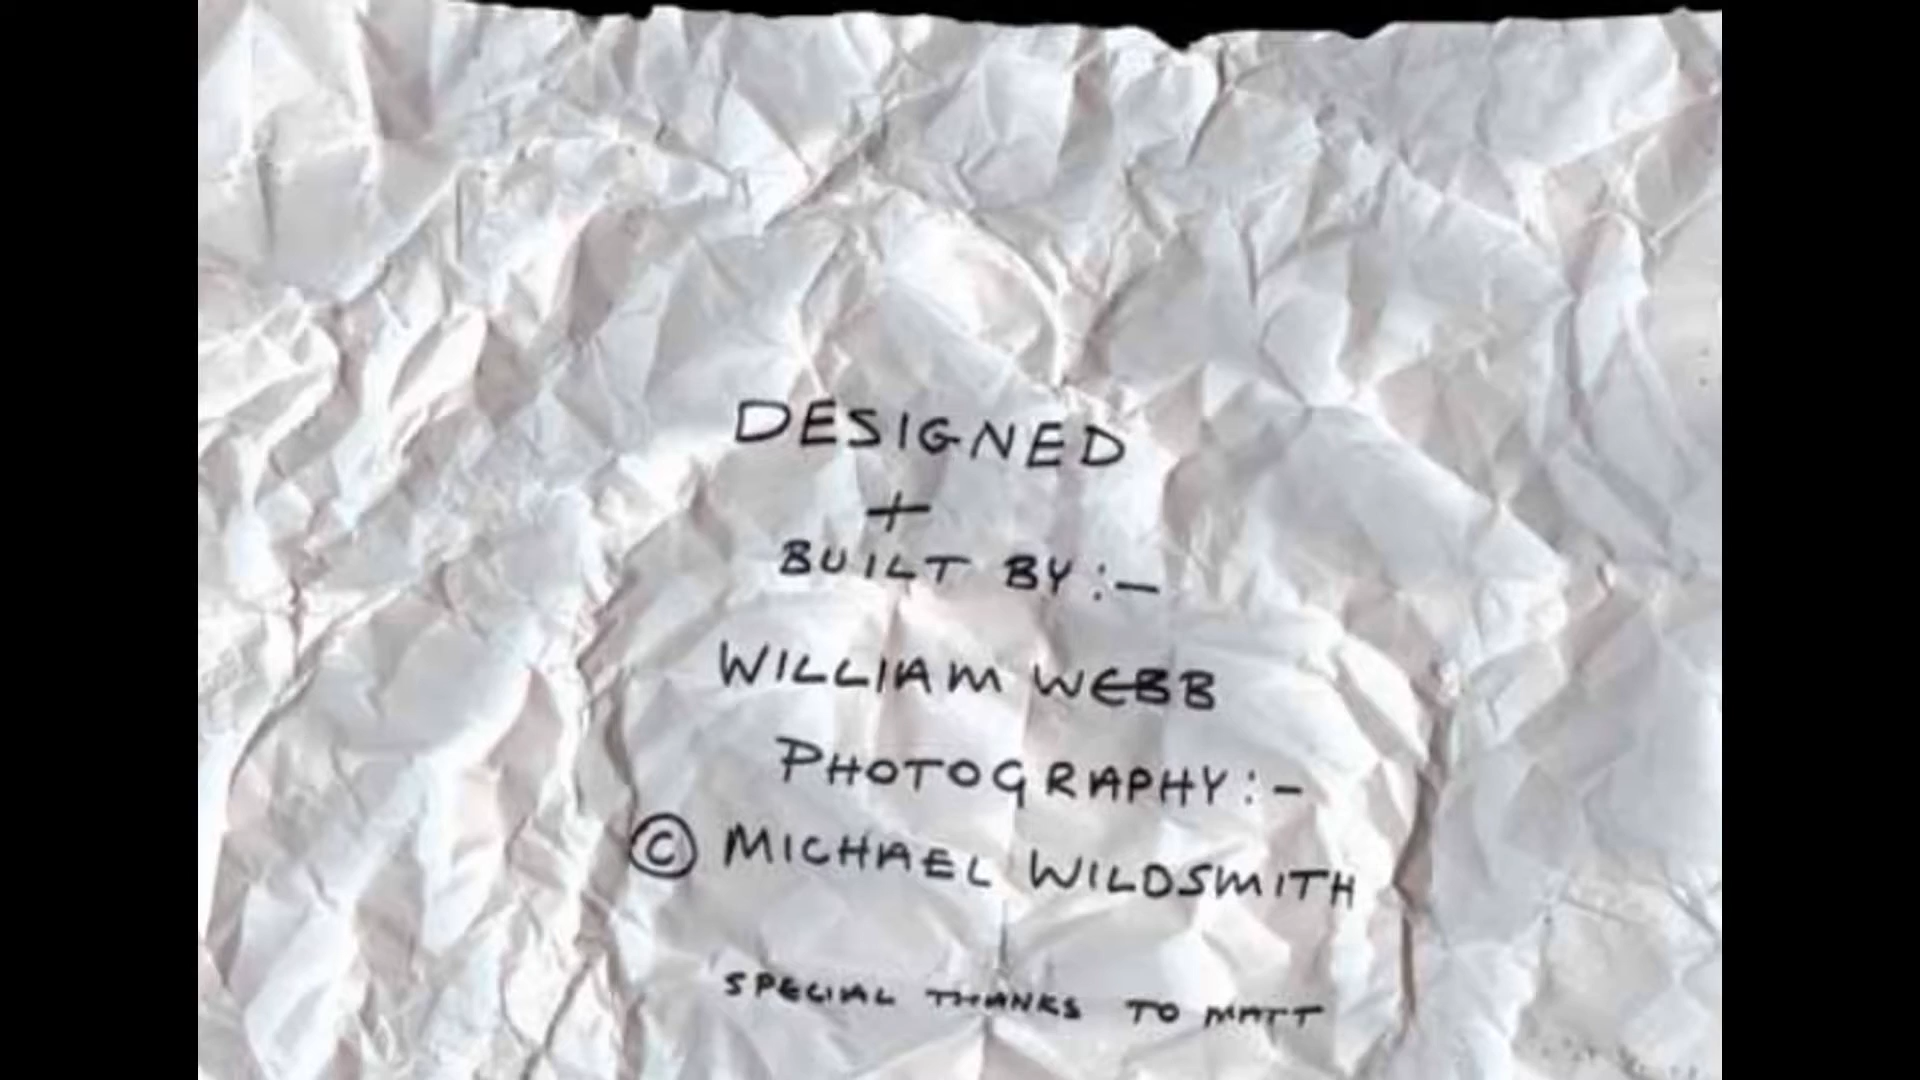 DESIGNED
+
BUILT BY:-
WILLIAM WEBB
PHOTOGRAPHY:-
© MICHAEL WILDSMITH
SPECIAL THANKS TO MATT